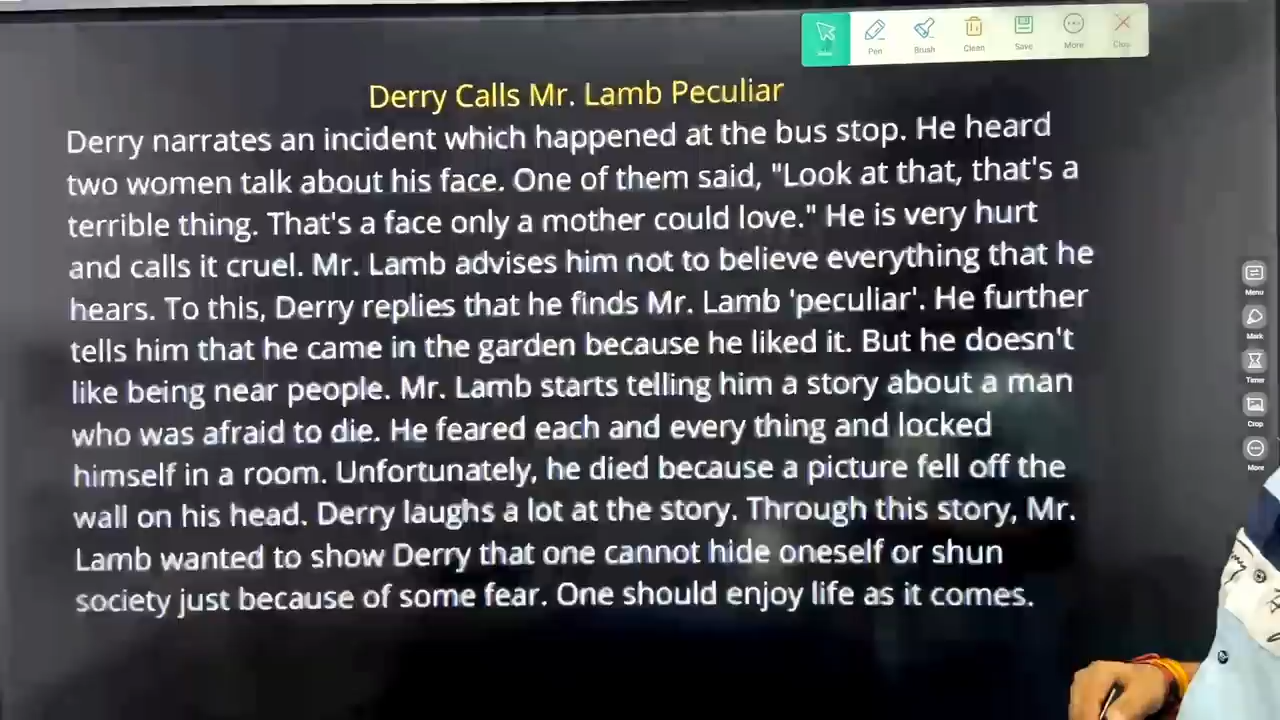 Pen
Brush
Clean
Save
More
Derry Calls Mr. Lamb Peculiar
Derry narrates an incident which happened at the bus stop. He heard
two women talk about his face. One of them said, "Look at that, that's a
terrible thing. That's a face only a mother could love." He is very hurt
and calls it cruel. Mr. Lamb advises him not to believe everything that he
hears. To this, Derry replies that he finds Mr. Lamb 'peculiar'. He further
tells him that he came in the garden because he liked it. But he doesn't
like being near people. Mr. Lamb starts telling him a story about a man
who was afraid to die. He feared each and every thing and locked
himself in a room. Unfortunately, he died because a picture fell off the
wall on his head. Derry laughs a lot at the story. Through this story, Mr.
Lamb wanted to show Derry that one cannot hide oneself or shun
society just because of some fear. One should enjoy life as it comes.
Menu
Mark
Timer
Crop
More